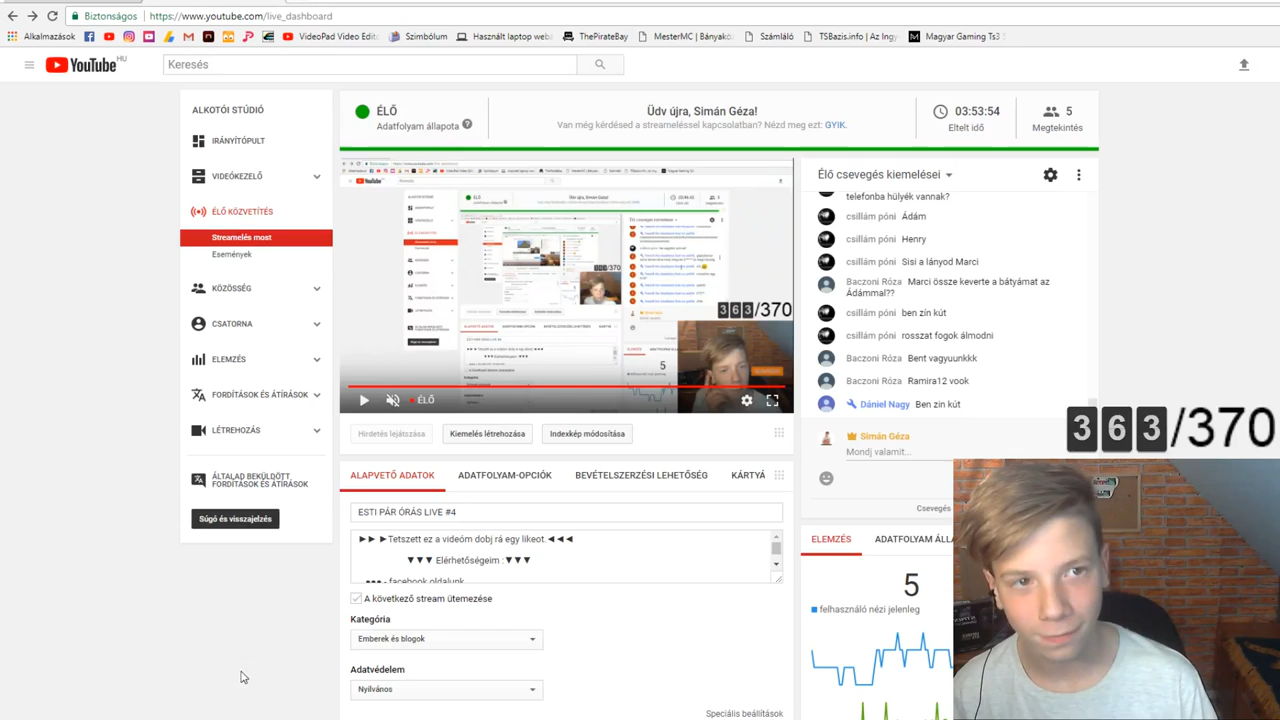 Biztonságos
https://www.youtube.com/live_dashboard
Alkalmazások
VideoPad Video Edit
Szimbólum
Használt laptop web
ThePirateBay
MesterMC | Bányak
Számláló
TSBazis.info | Az Ing
Magyar Gaming Ts3
YouTube HU
Keresés
ALKOTÓI STÚDIÓ
IRÁNYÍTÓPULT
VIDEÓKEZELŐ
ÉLŐ KÖZVETÍTÉS
Streamelés most
Események
KÖZÖSSÉG
CSATORNA
ELEMZÉS
FORDÍTÁSOK ÉS ÁTÍRÁSOK
LÉTREHOZÁS
ÁLTALAD BEKÜLDÖTT
FORDÍTÁSOK ÉS ÁTÍRÁSOK
Súgó és visszajelzés
ÉLŐ
Adatfolyam állapota
Üdv újra, Simán Géza!
Van még kérdésed a streameléssel kapcsolatban? Nézd meg ezt: GYIK.
03:53:54
Eltelt idő
5
Megtekintés
363/370
5
ÉLŐ
Hirdetés lejátszása
Kiemelés létrehozása
Indexkép módosítása
ALAPVETŐ ADATOK
ADATFOLYAM-OPCIÓK
BEVÉTELSZERZÉSI LEHETŐSÉG
KÁRTYÁ
ESTI PÁR ÓRÁS LIVE #4
►► ►Tetszett ez a videóm dobj rá egy likeot.◄◄◄
▼▼▼ Elérhetőségeim :▼▼▼
facebook oldalunk
A következő stream ütemezése
Kategória
Emberek és blogok
Adatvédelem
Nyilvános
Speciális beállítások
Élő csevegés kiemelései
telefonba hülyék vannak?
csillám póni Ádám
csillám póni Henry
csillám póni Sisi a lányod Marci
Baczoni Róza Marci össze keverte a bátyámat az
Ádámmal??
csillám póni ben zín kút
csillám póni rosszat fogok álmodni
Baczoni Róza Bent vagyuunkkk
Baczoni Róza Ramira12 vook
Dániel Nagy Ben zin kút
Simán Géza
Mondj valamit...
Csevegés
363/370
ELEMZÉS
ADATFOLYAM ÁLLA
5
felhasználó nézi jelenleg